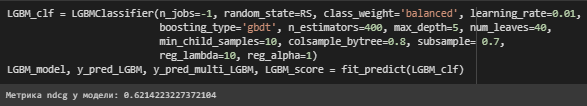 LGBM_clf = LGBMClassifier(n_jobs=-1, random_state=RS, class_weight='balanced', learning_rate=0.01,
boosting_type='gbdt', n_estimators=400, max_depth=5, num_leaves=40,
min_child_samples=10, colsample_bytree=0.8, subsample= 0.7,
reg_lambda=10, reg_alpha=1)
LGBM_model, y_pred_LGBM, y_pred_multi_LGBM, LGBM_score = fit_predict(LGBM_clf)
Метрика ndcg у модели: 0.6214223227372104